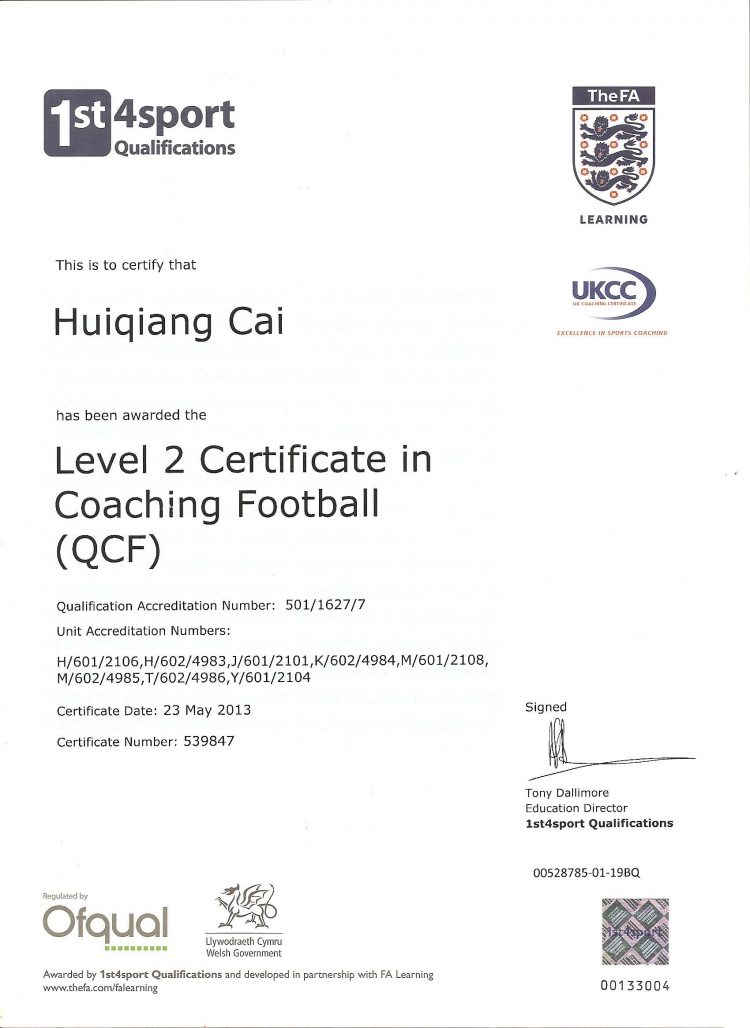 1st4sport
Qualifications
TheFA
LEARNING
This is to certify that
UKCC
UK COACHING CERTIFICATE
EXCELLENCE IN SPORTS COACHING
Huiqiang Cai
has been awarded the
Level 2 Certificate in
Coaching Football
(QCF)
Qualification Accreditation Number: 501/1627/7
Unit Accreditation Numbers:
H/601/2106,H/602/4983,J/601/2101,K/602/4984,M/601/2108,
M/602/4985,T/602/4986,Y/601/2104
Certificate Date: 23 May 2013
Certificate Number: 539847
Signed
Tony Dallimore
Education Director
1st4sport Qualifications
00528785-01-19BQ
Regulated by
Ofqual
Llywodraeth Cymru
Welsh Government
1st4sport
00133004
Awarded by 1st4sport Qualifications and developed in partnership with FA Learning
www.thefa.com/falearning